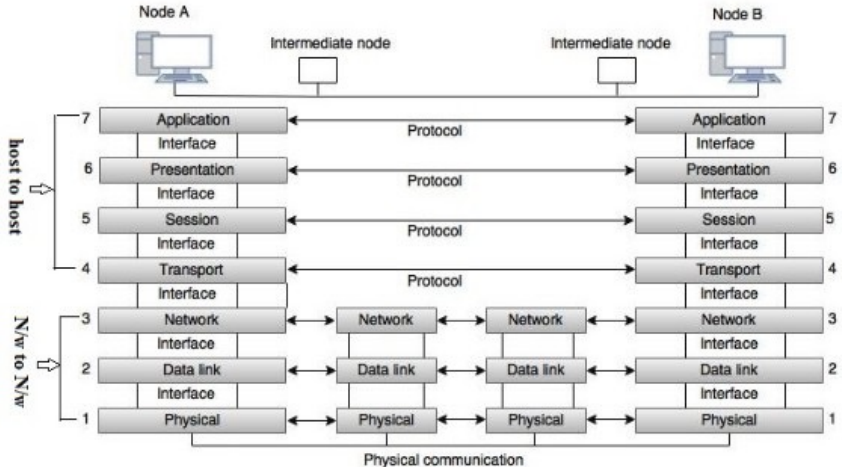 Node A
Node B
Intermediate node
Intermediate node
7 Application Protocol Application 7
Interface Interface
6 Presentation Protocol Presentation 6
Interface Interface
5 Session Protocol Session 5
Interface Interface
4 Transport Protocol Transport 4
Interface Interface
3 Network Network Network Network 3
Interface Interface
2 Data link Data link Data link Data link 2
Interface Interface
1 Physical Physical Physical Physical 1
Physical communication
host to host
N/w to N/w